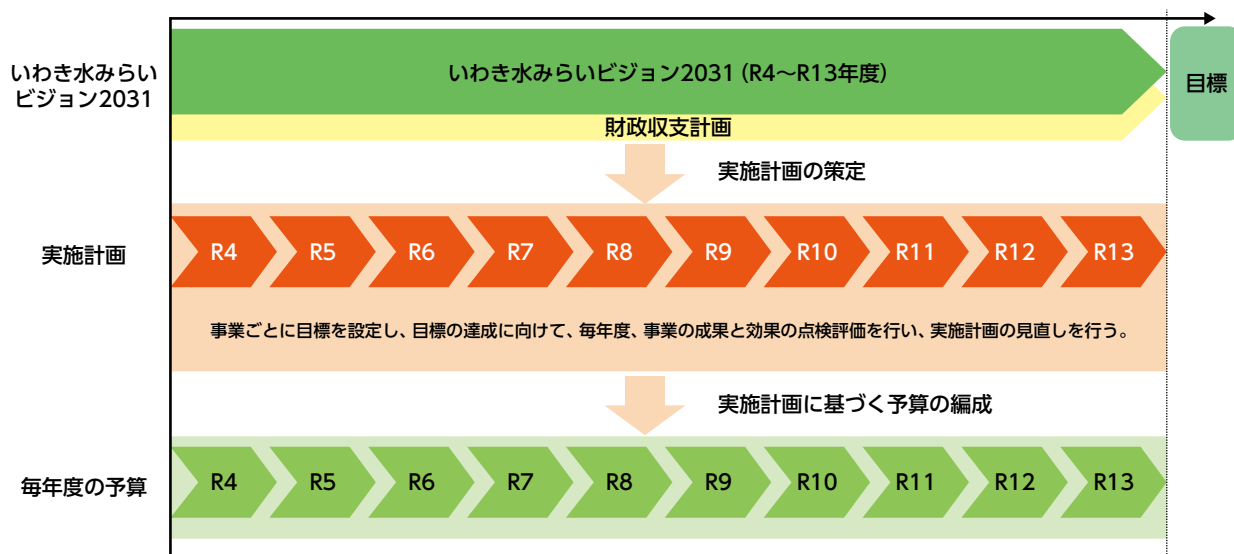 いわき水みらい
ビジョン2031
いわき水みらいビジョン2031（R4～R13年度）
目標
財政収支計画
実施計画の策定
実施計画
R4 R5 R6 R7 R8 R9 R10 R11 R12 R13
事業ごとに目標を設定し、目標の達成に向けて、毎年度、事業の成果と効果の点検評価を行い、実施計画の見直しを行う。
実施計画に基づく予算の編成
毎年度の予算
R4 R5 R6 R7 R8 R9 R10 R11 R12 R13